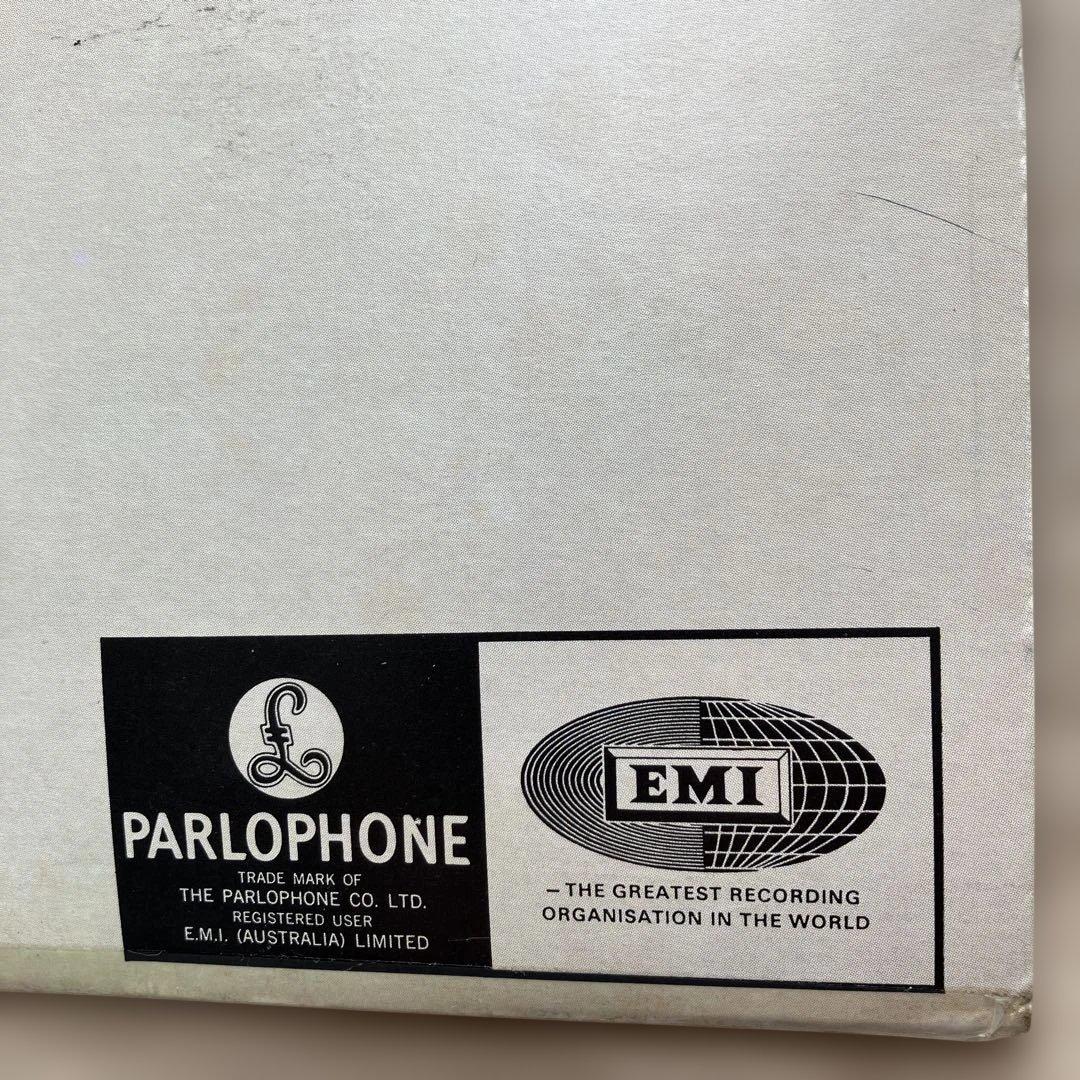 £
PARLOPHONE
TRADE MARK OF
THE PARLOPHONE CO. LTD.
REGISTERED USER
E.M.I. (AUSTRALIA) LIMITED
EMI
– THE GREATEST RECORDING
ORGANISATION IN THE WORLD